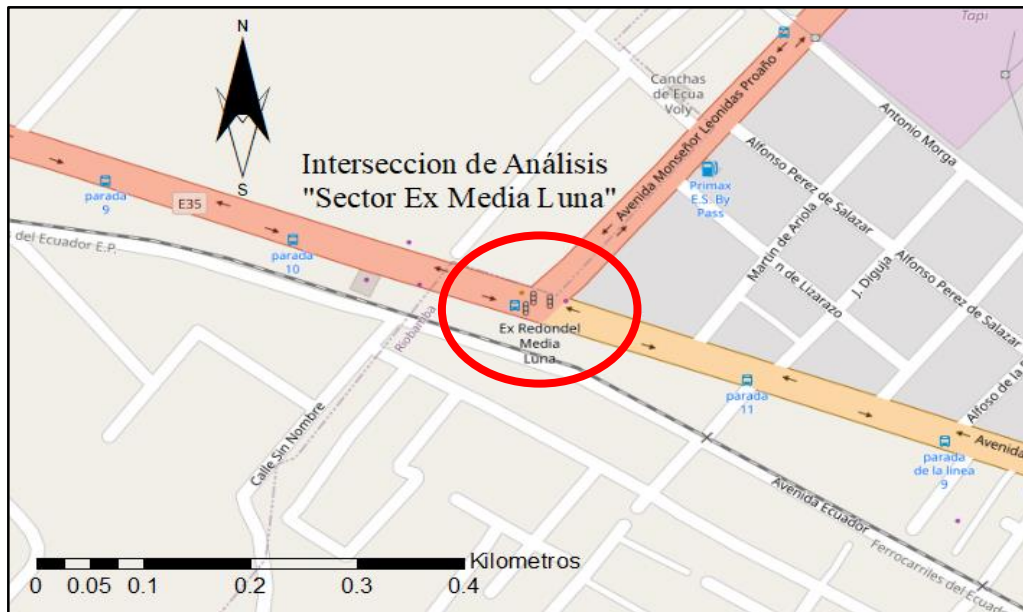 Tapi
N
S
Canchas
de Ecua
Voly
Avenida Monseñor Leonidas Proaño
Antonio Morga
Interseccion de Análisis
"Sector Ex Media Luna"
Primax
E.S. By
Pass
Alfonso Perez de Salazar
Martin de Ariola
n de Lizarazo
J. Diguja
Alfonso Perez de Salazar
parada
9
E35
parada
10
del Ecuador E.P.
Riobamba
Ex Redondel
Media
Luna
parada
11
Alfoso de la
Avenida
parada
de la linea
9
Calle Sin Nombre
Avenida Ecuador
Ferrocarriles del Ecuad
Kilometros
0 0.05 0.1 0.2 0.3 0.4